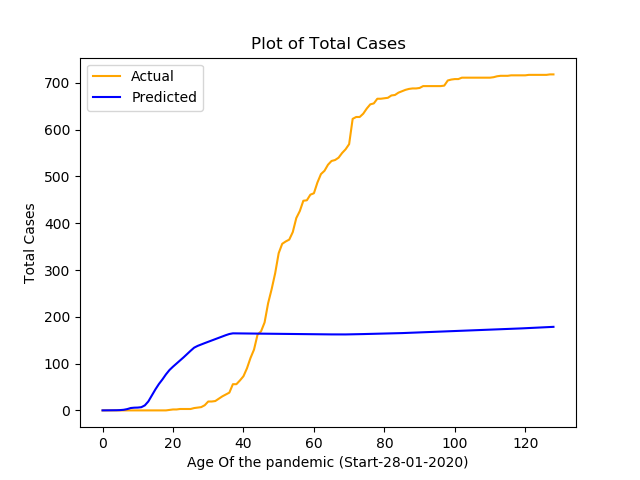 Plot of Total Cases
Actual
Predicted
700
600
500
400
300
200
100
0
Total Cases
0 20 40 60 80 100 120
Age Of the pandemic (Start-28-01-2020)